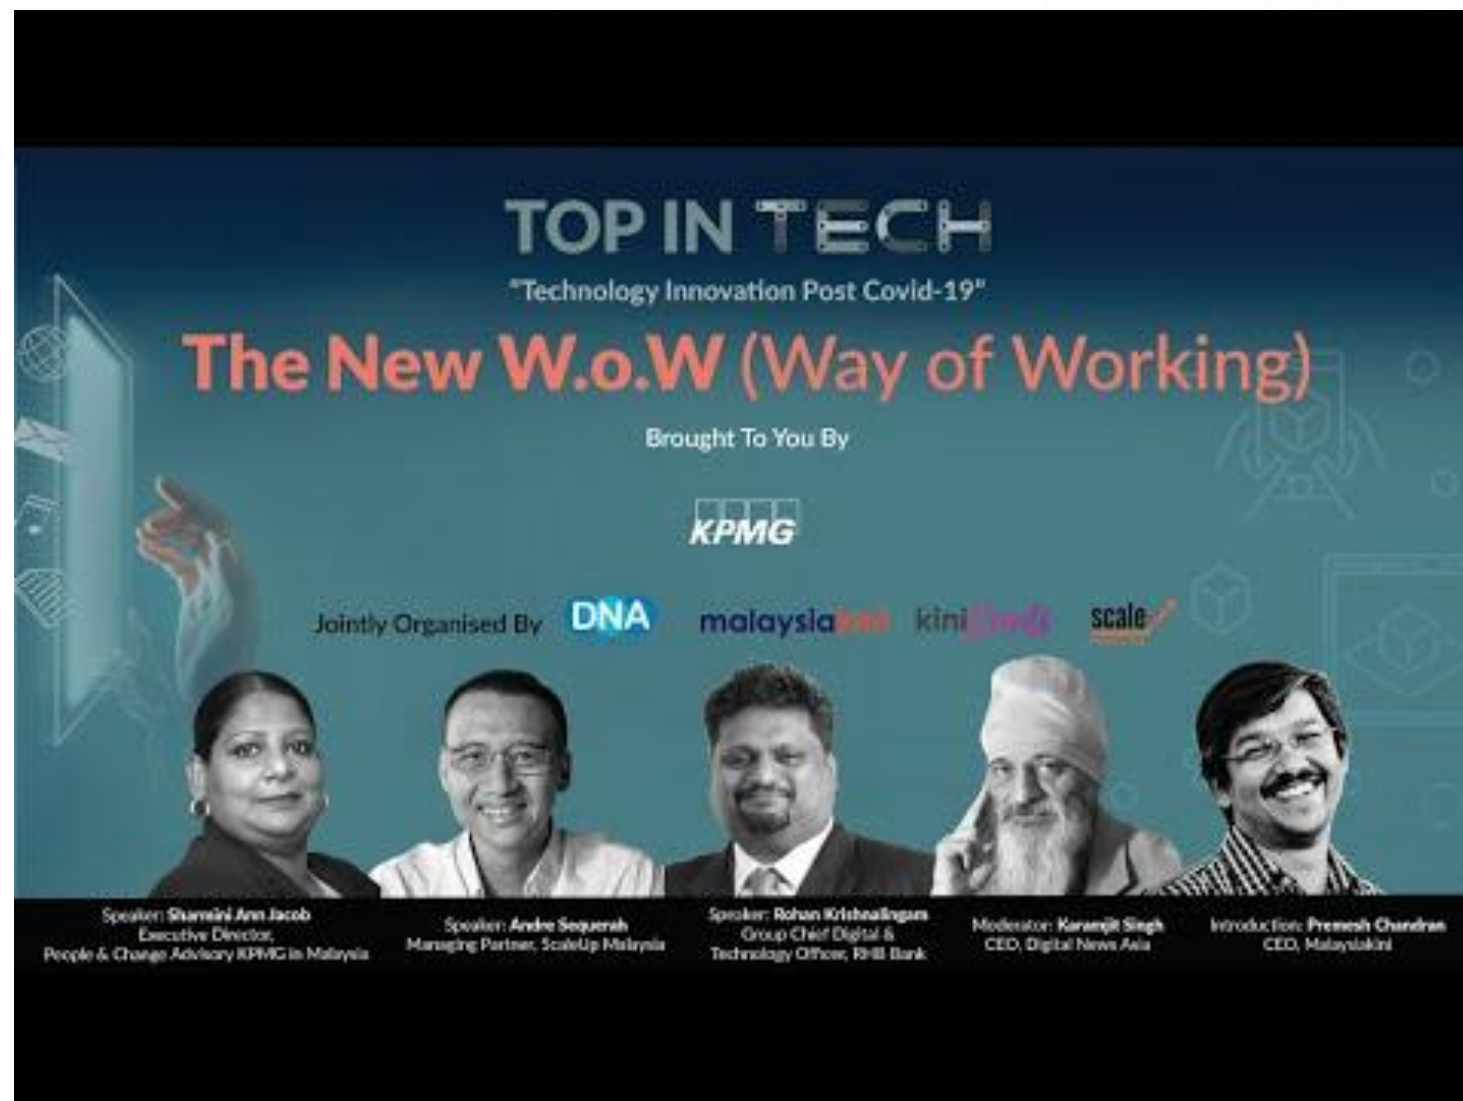 TOP IN TECH
"Technology Innovation Post Covid-19"
The New W.o.W (Way of Working)
Brought To You By
KPMG
Jointly Organised By DNA malaysiakini kini scale
Speaker: Sharmini Ann Jacob
Executive Director,
People & Change Advisory KPMG in Malaysia
Speaker: Andre Sequerah
Managing Partner, ScaleUp Malaysia
Speaker: Rohan Krishnalingam
Group Chief Digital &
Technology Officer, RHB Bank
Moderator: Karamjit Singh
CEO, Digital News Asia
Introduction: Premesh Chandran
CEO, Malaysiakini